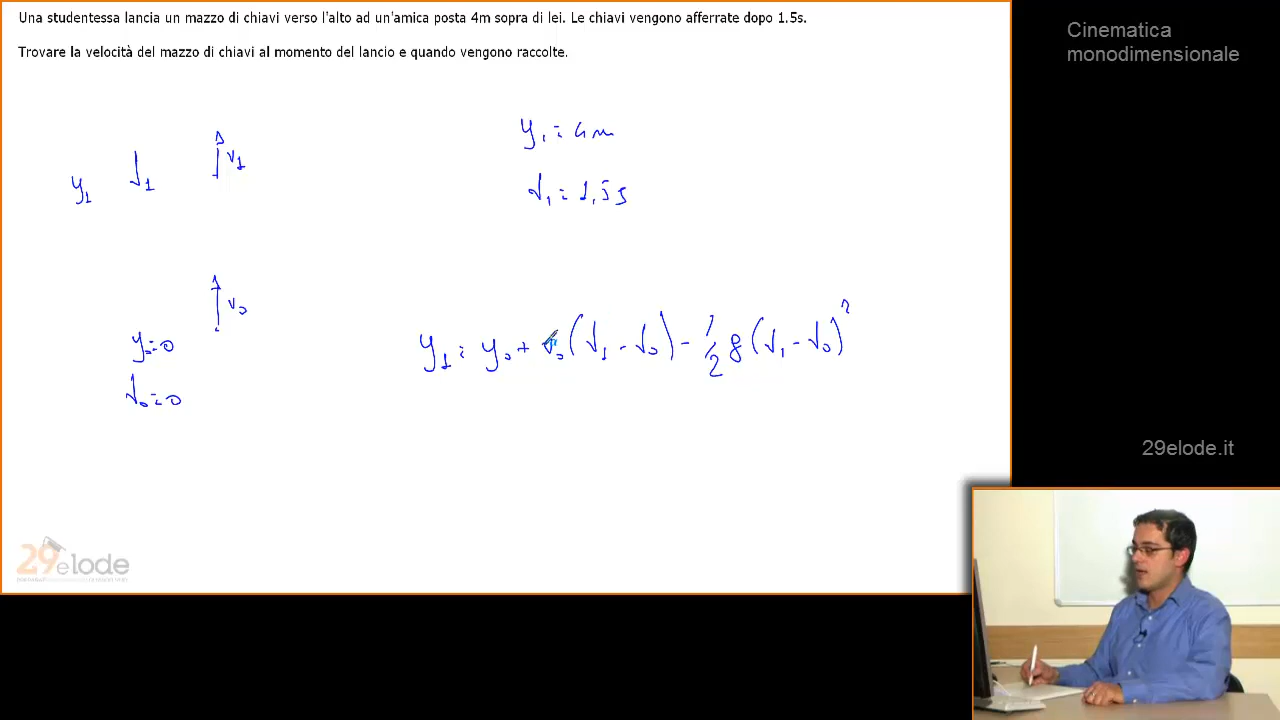 Una studentessa lancia un mazzo di chiavi verso l'alto ad un'amica posta 4m sopra di lei. Le chiavi vengono afferrate dopo 1.5s.
Trovare la velocità del mazzo di chiavi al momento del lancio e quando vengono raccolte.
Cinematica
monodimensionale
y₁ = 4m
t₁ = 1,5s
y₁ t₁ v₁
v₀
y₀=0
t₀=0
y₁ = y₀ + v₀(t₁ - t₀) - 1/2 g (t₁ - t₀)²
29elode.it
29elode